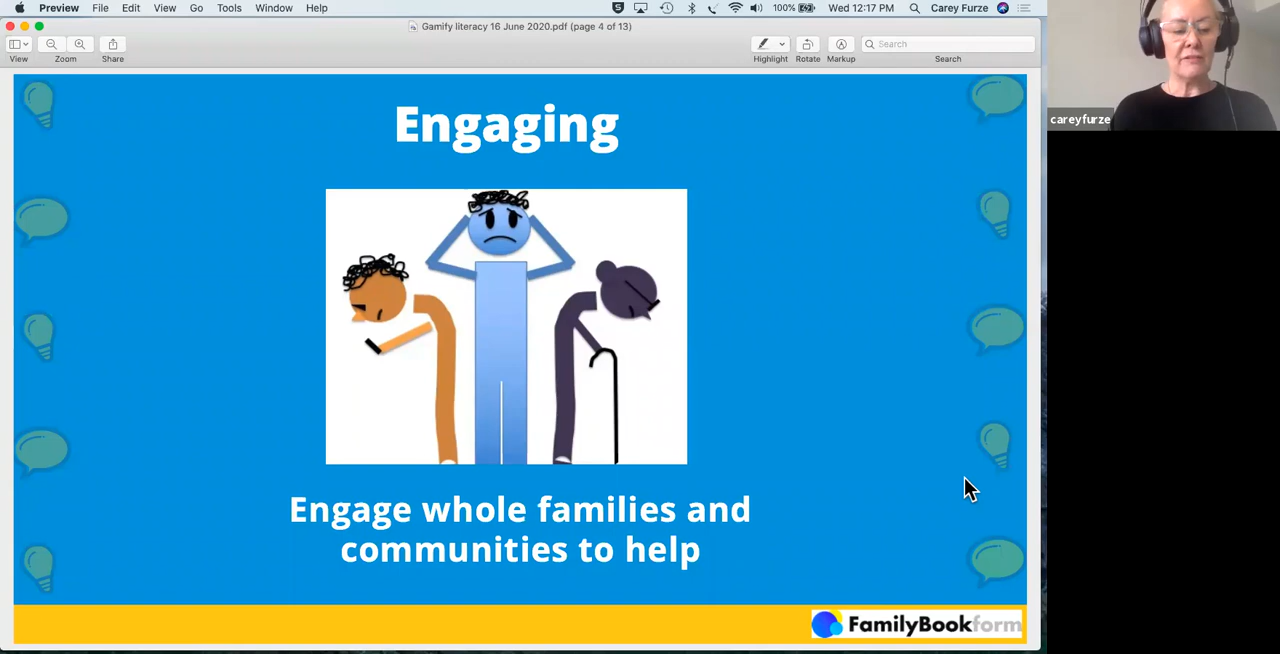 Preview File Edit View Go Tools Window Help 100% Wed 12:17 PM Carey Furze
Gamify literacy 16 June 2020.pdf (page 4 of 13)
Search
View Zoom Share Highlight Rotate Markup Search
careyfurze
Engaging
Engage whole families and
communities to help
FamilyBookform